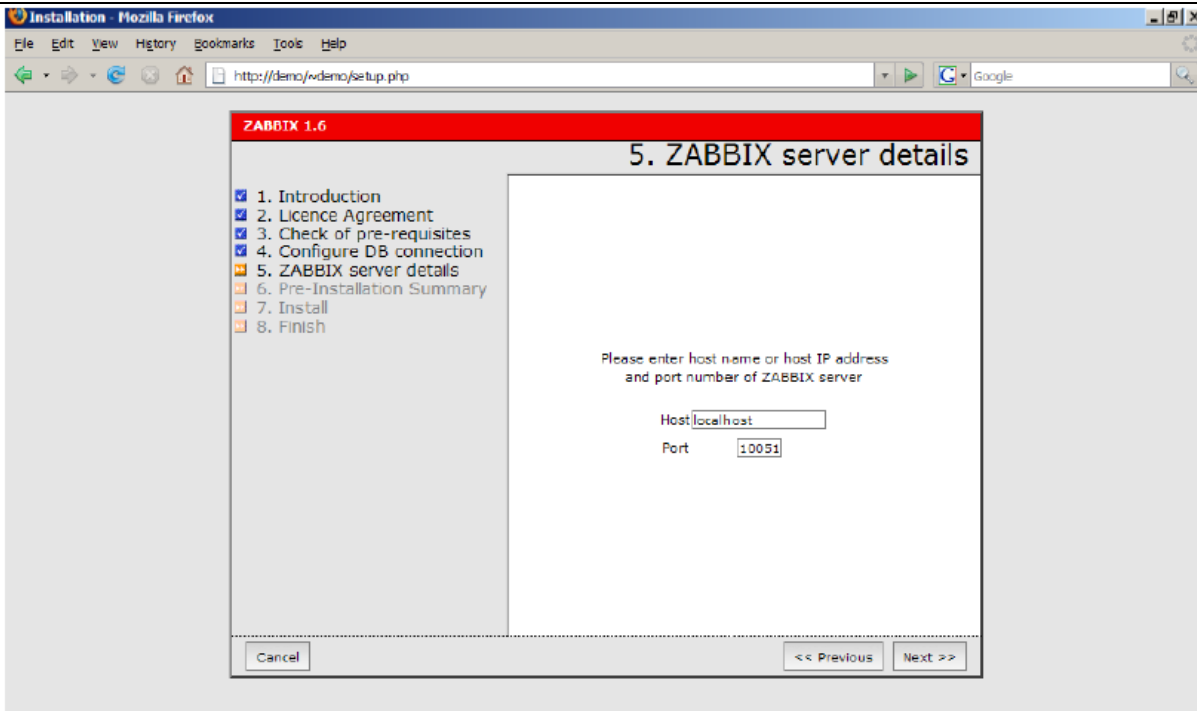 Installation - Mozilla Firefox
File Edit View History Bookmarks Tools Help
http://demo/~demo/setup.php
G Google
ZABBIX 1.6
5. ZABBIX server details
1. Introduction
2. Licence Agreement
3. Check of pre-requisites
4. Configure DB connection
5. ZABBIX server details
6. Pre-Installation Summary
7. Install
8. Finish
Please enter host name or host IP address
and port number of ZABBIX server
Host localhost
Port 10051
Cancel << Previous Next >>